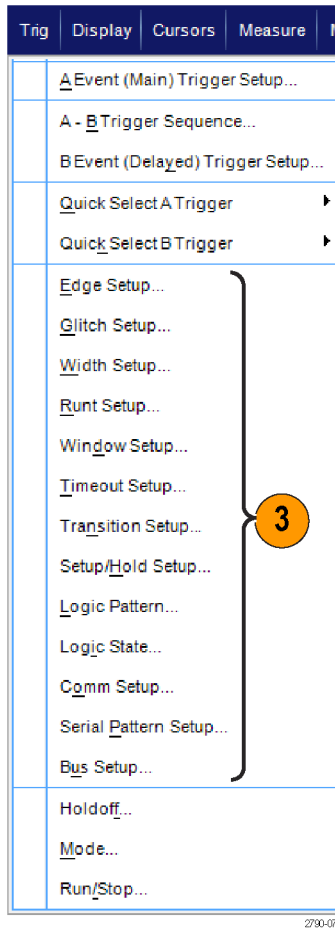 Trig Display Cursors Measure
A Event (Main) Trigger Setup...
A - B Trigger Sequence...
B Event (Delayed) Trigger Setup...
Quick Select A Trigger
Quick Select B Trigger
Edge Setup...
Glitch Setup...
Width Setup...
Runt Setup...
Window Setup...
Timeout Setup...
Transition Setup...
3
Setup/Hold Setup...
Logic Pattern...
Logic State...
Comm Setup...
Serial Pattern Setup...
Bus Setup...
Holdoff...
Mode...
Run/Stop...